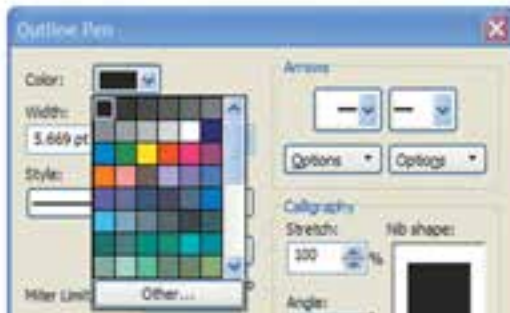 Outline Pen
Color:
Width:
5.669 pt
Style:
Miter Limit
Other...
Arrows
Options
Options
Calligraphy
Stretch:
100 %
Nib shape:
Angle: